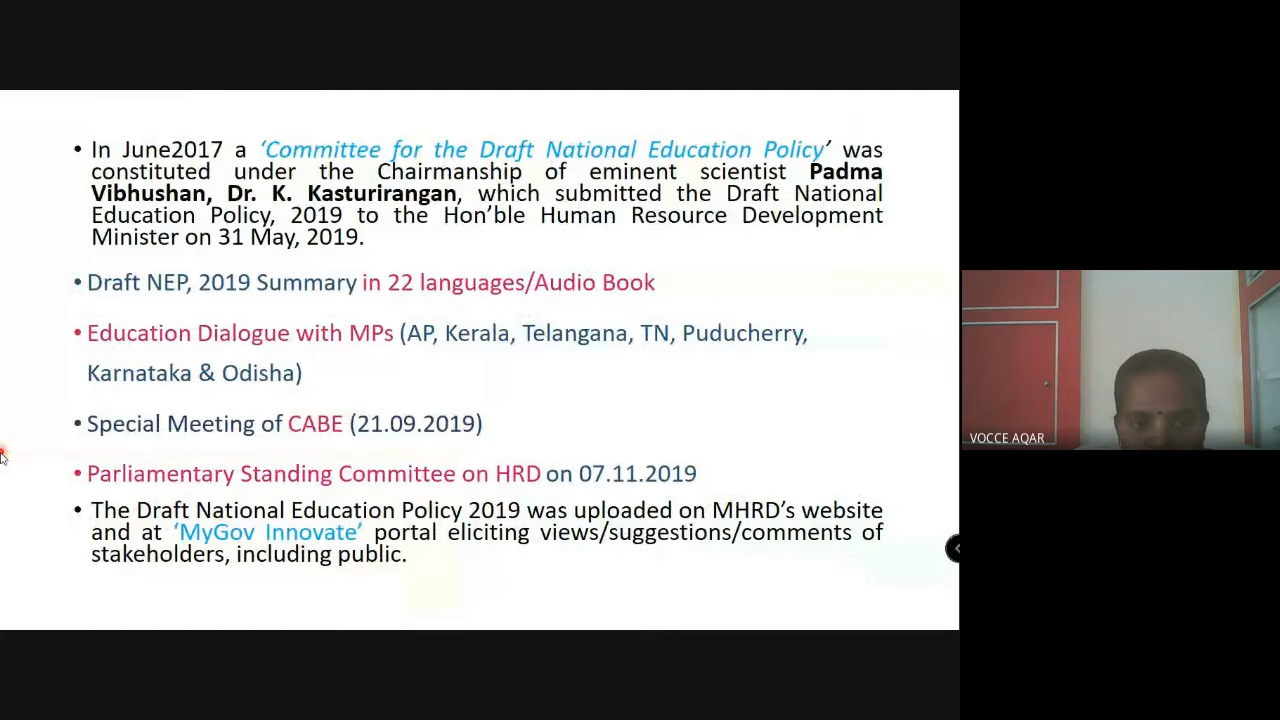 • In June2017 a ‘Committee for the Draft National Education Policy’ was
constituted under the Chairmanship of eminent scientist Padma
Vibhushan, Dr. K. Kasturirangan, which submitted the Draft National
Education Policy, 2019 to the Hon’ble Human Resource Development
Minister on 31 May, 2019.
• Draft NEP, 2019 Summary in 22 languages/Audio Book
• Education Dialogue with MPs (AP, Kerala, Telangana, TN, Puducherry,
Karnataka & Odisha)
• Special Meeting of CABE (21.09.2019)
• Parliamentary Standing Committee on HRD on 07.11.2019
• The Draft National Education Policy 2019 was uploaded on MHRD’s website
and at ‘MyGov Innovate’ portal eliciting views/suggestions/comments of
stakeholders, including public.
VOCCE AQAR